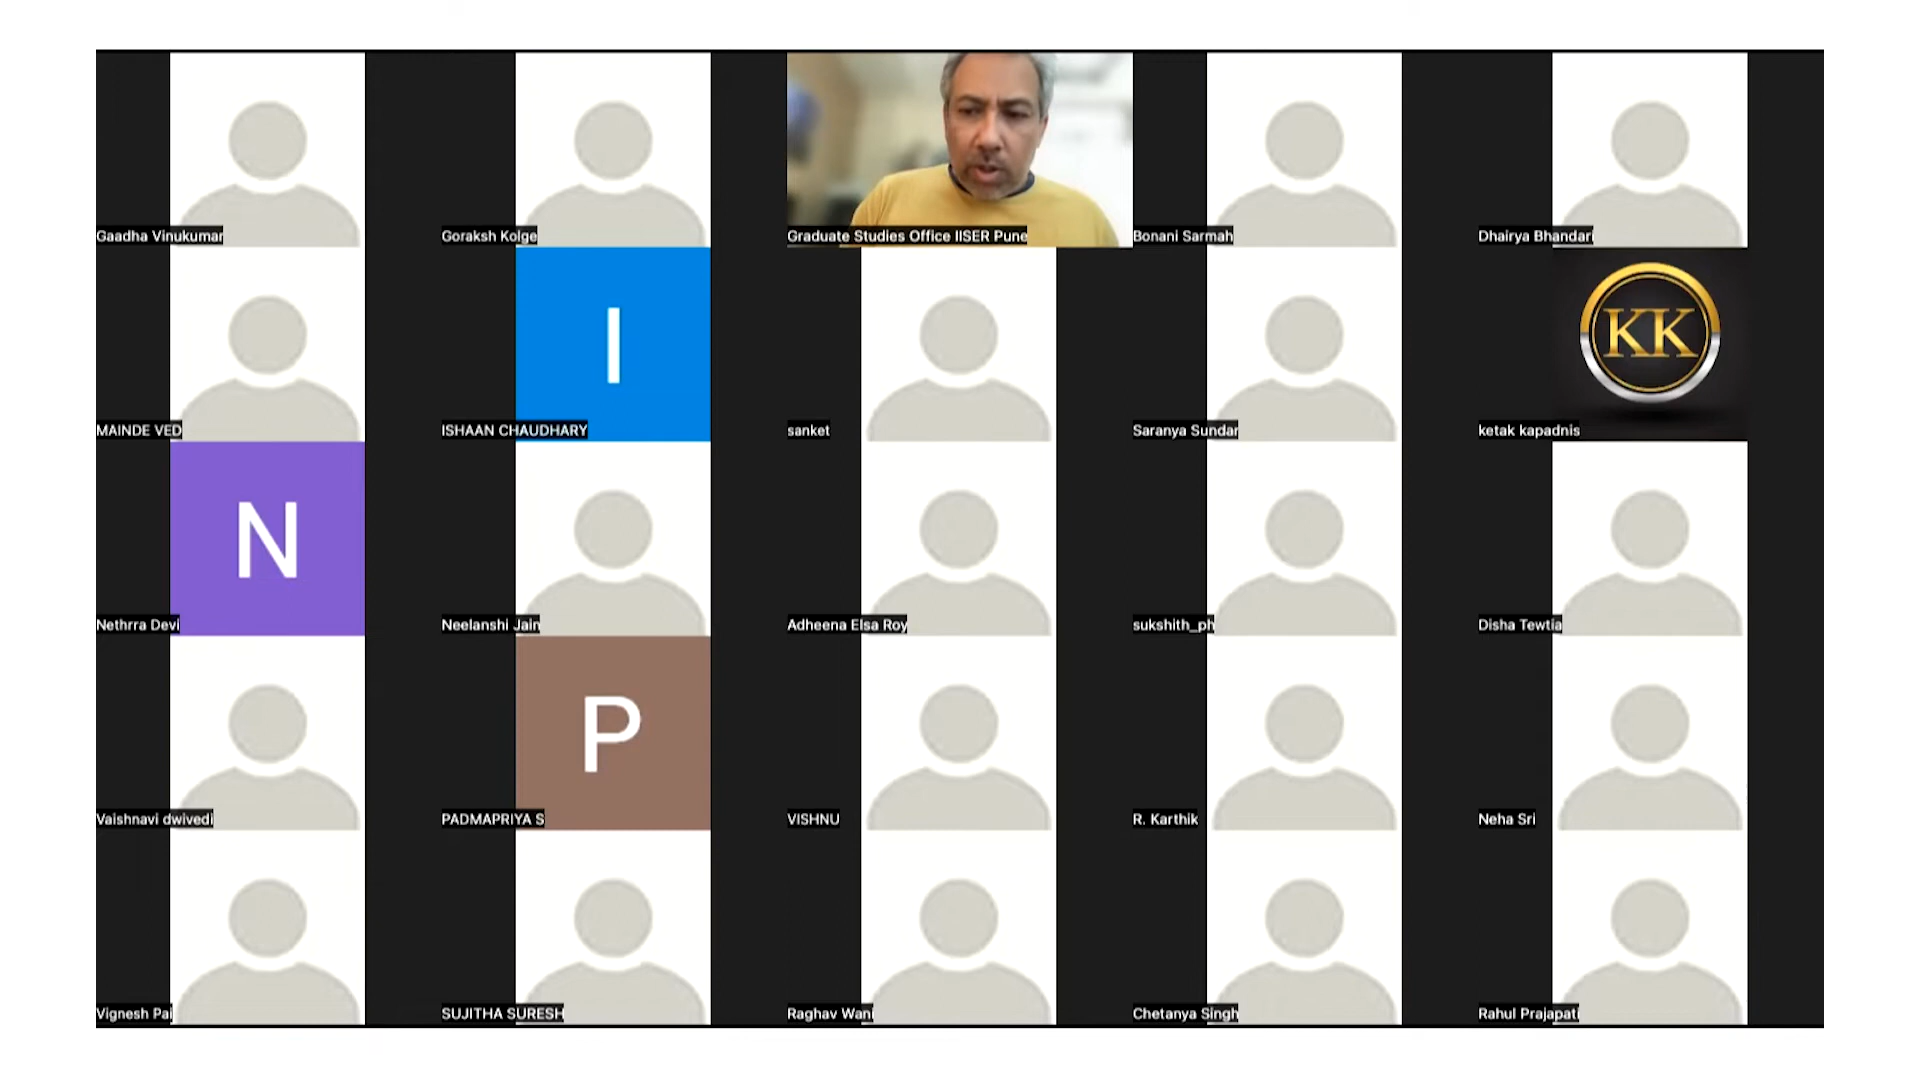 Gaadha Vinukumar
Goraksh Kolge
Graduate Studies Office IISER Pune
Bonani Sarmah
Dhairya Bhandari
I
KK
MAINDE VED
ISHAAN CHAUDHARY
sanket
Saranya Sundar
ketak kapadnis
N
Nethrra Devi
Neelanshi Jain
Adheena Elsa Roy
sukshith_ph
Disha Tewtia
P
Vaishnavi dwivedi
PADMAPRIYA S
VISHNU
R. Karthik
Neha Sri
Vignesh Pai
SUJITHA SURESH
Raghav Wani
Chetanya Singh
Rahul Prajapati